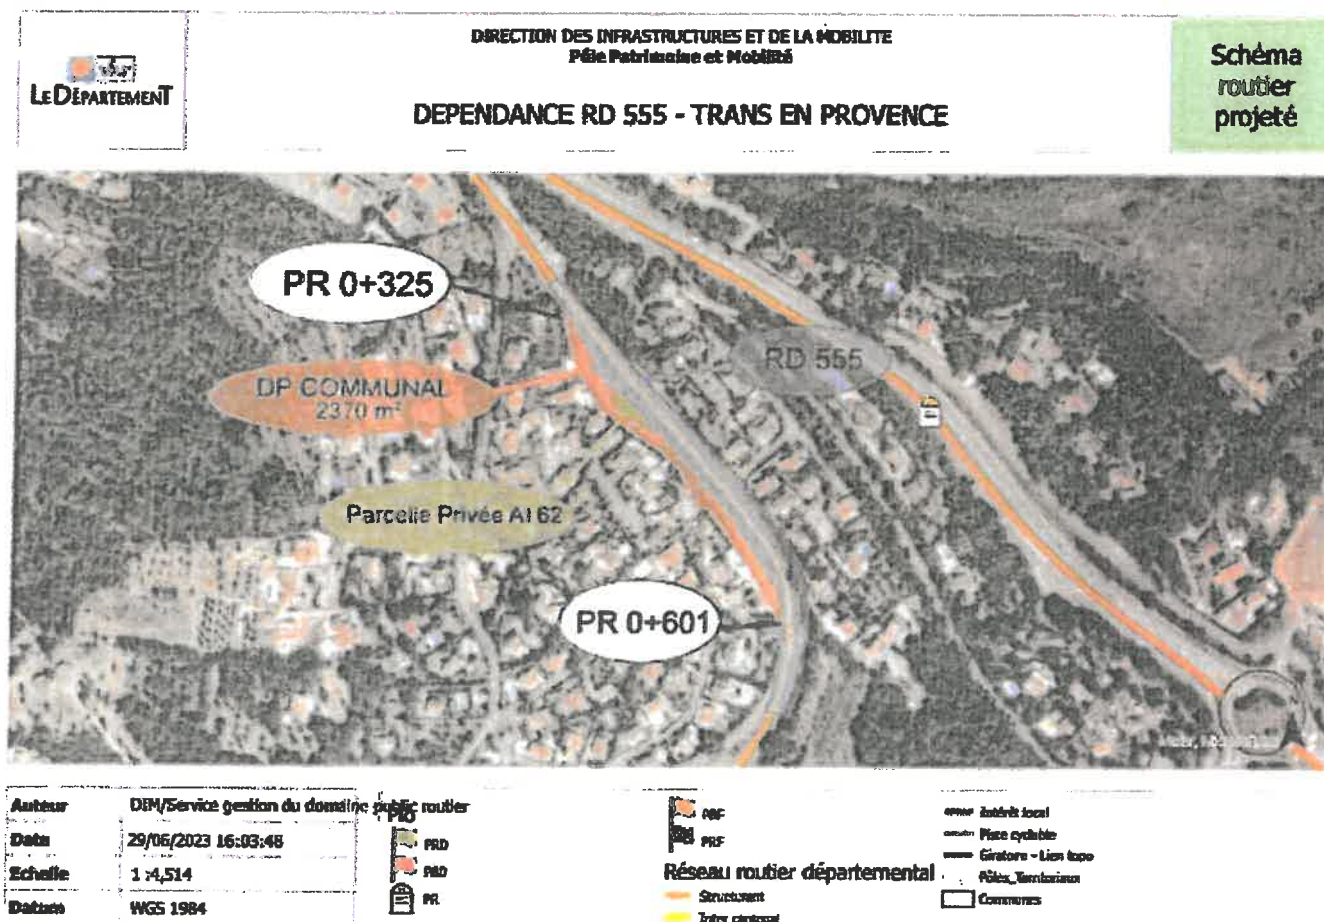 LE DÉPARTEMENT
DIRECTION DES INFRASTRUCTURES ET DE LA MOBILITE
Pôle Patrimoine et Mobilité
DEPENDANCE RD 555 - TRANS EN PROVENCE
Schéma
routier
projeté
PR 0+325
RD 555
DP COMMUNAL
2370 m²
Parcelle Privée AI 62
PR 0+601
Auteur DIM/Service gestion du domaine public routier
Date 29/06/2023 16:03:48
Echelle 1 :4,514
Datum WGS 1984
PRD
PR
PRF
Réseau routier départemental
Structurant
Inter cantonal
Intérêt local
Piste cyclable
Giratoire - Lien topo
Pôles_Territoriaux
Communes